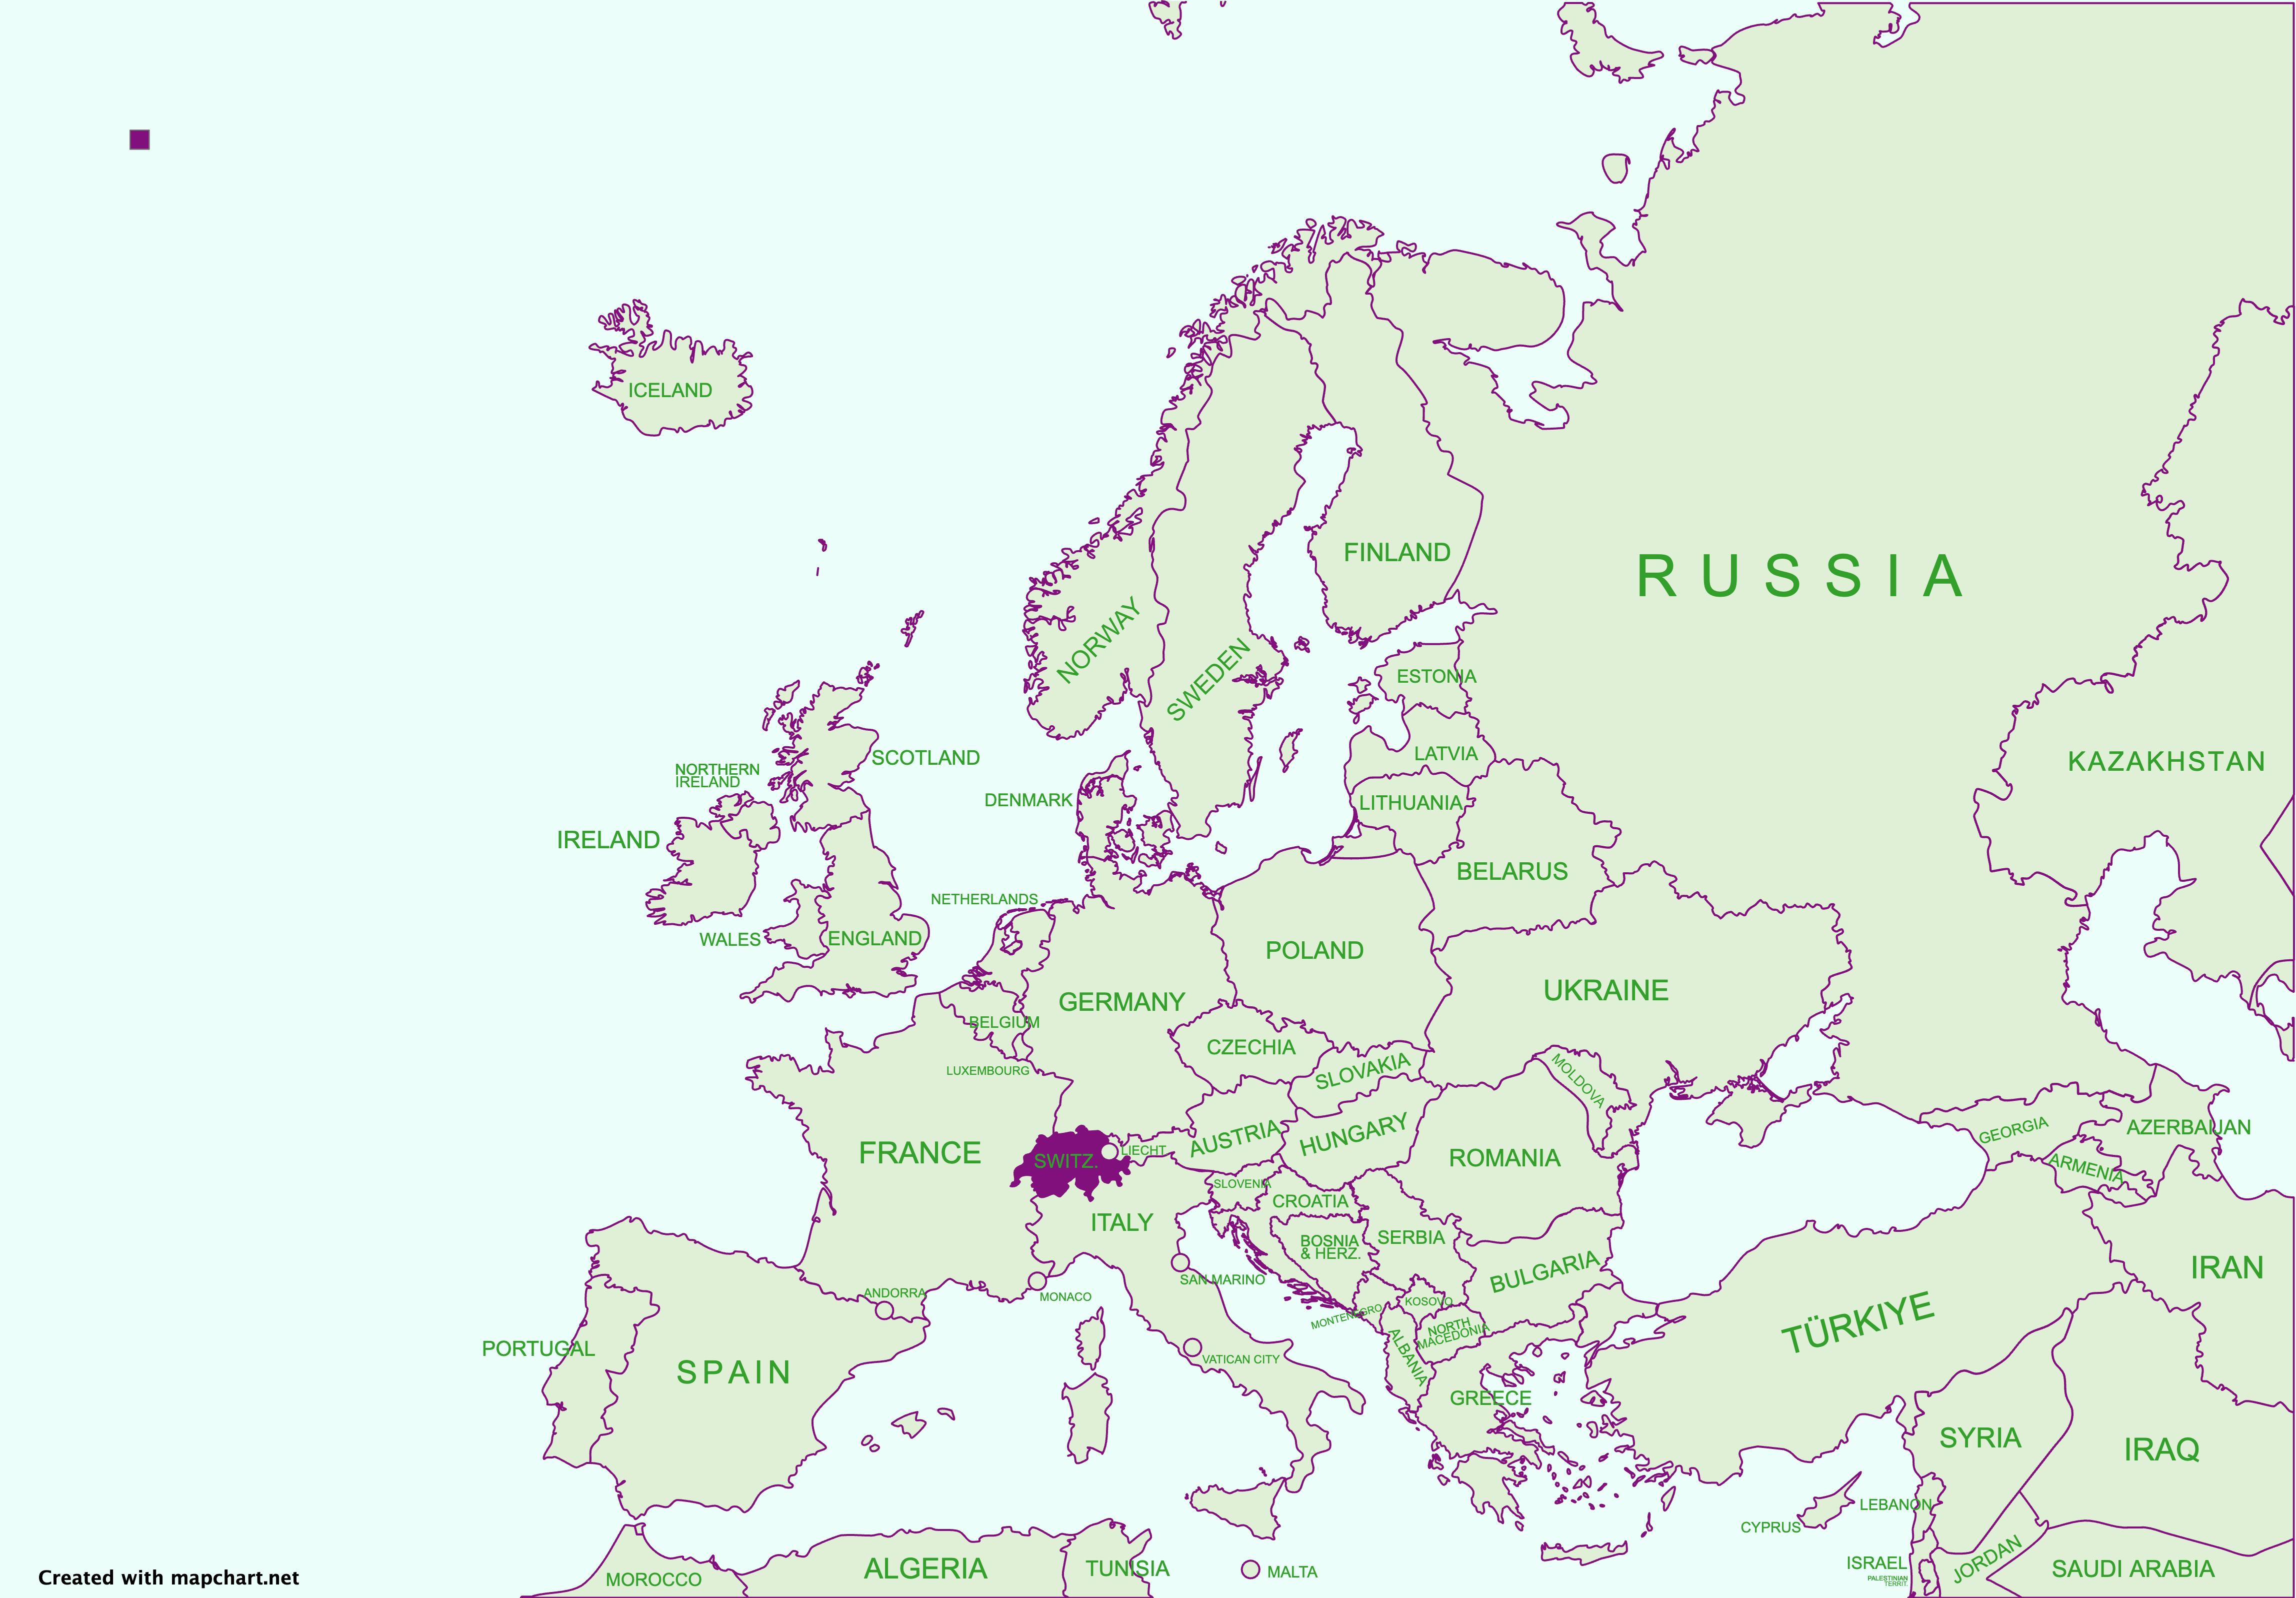 ICELAND
RUSSIA
FINLAND
NORWAY
SWEDEN
ESTONIA
LATVIA
LITHUANIA
KAZAKHSTAN
SCOTLAND
NORTHERN
IRELAND
DENMARK
IRELAND
BELARUS
NETHERLANDS
WALES
ENGLAND
POLAND
GERMANY
UKRAINE
BELGIUM
CZECHIA
LUXEMBOURG
SLOVAKIA
MOLDOVA
FRANCE
SWITZ.
LIECHT
AUSTRIA
HUNGARY
ROMANIA
GEORGIA
AZERBAIJAN
ARMENIA
SLOVENIA
CROATIA
ITALY
BOSNIA
& HERZ.
SERBIA
BULGARIA
IRAN
SAN MARINO
ANDORRA
MONACO
MONTENEGRO
KOSOVO
NORTH
MACEDONIA
ALBANIA
TÜRKIYE
PORTUGAL
SPAIN
VATICAN CITY
GREECE
SYRIA
IRAQ
LEBANON
CYPRUS
ISRAEL
PALESTINIAN
TERRIT.
JORDAN
SAUDI ARABIA
MOROCCO
ALGERIA
TUNISIA
MALTA
Created with mapchart.net